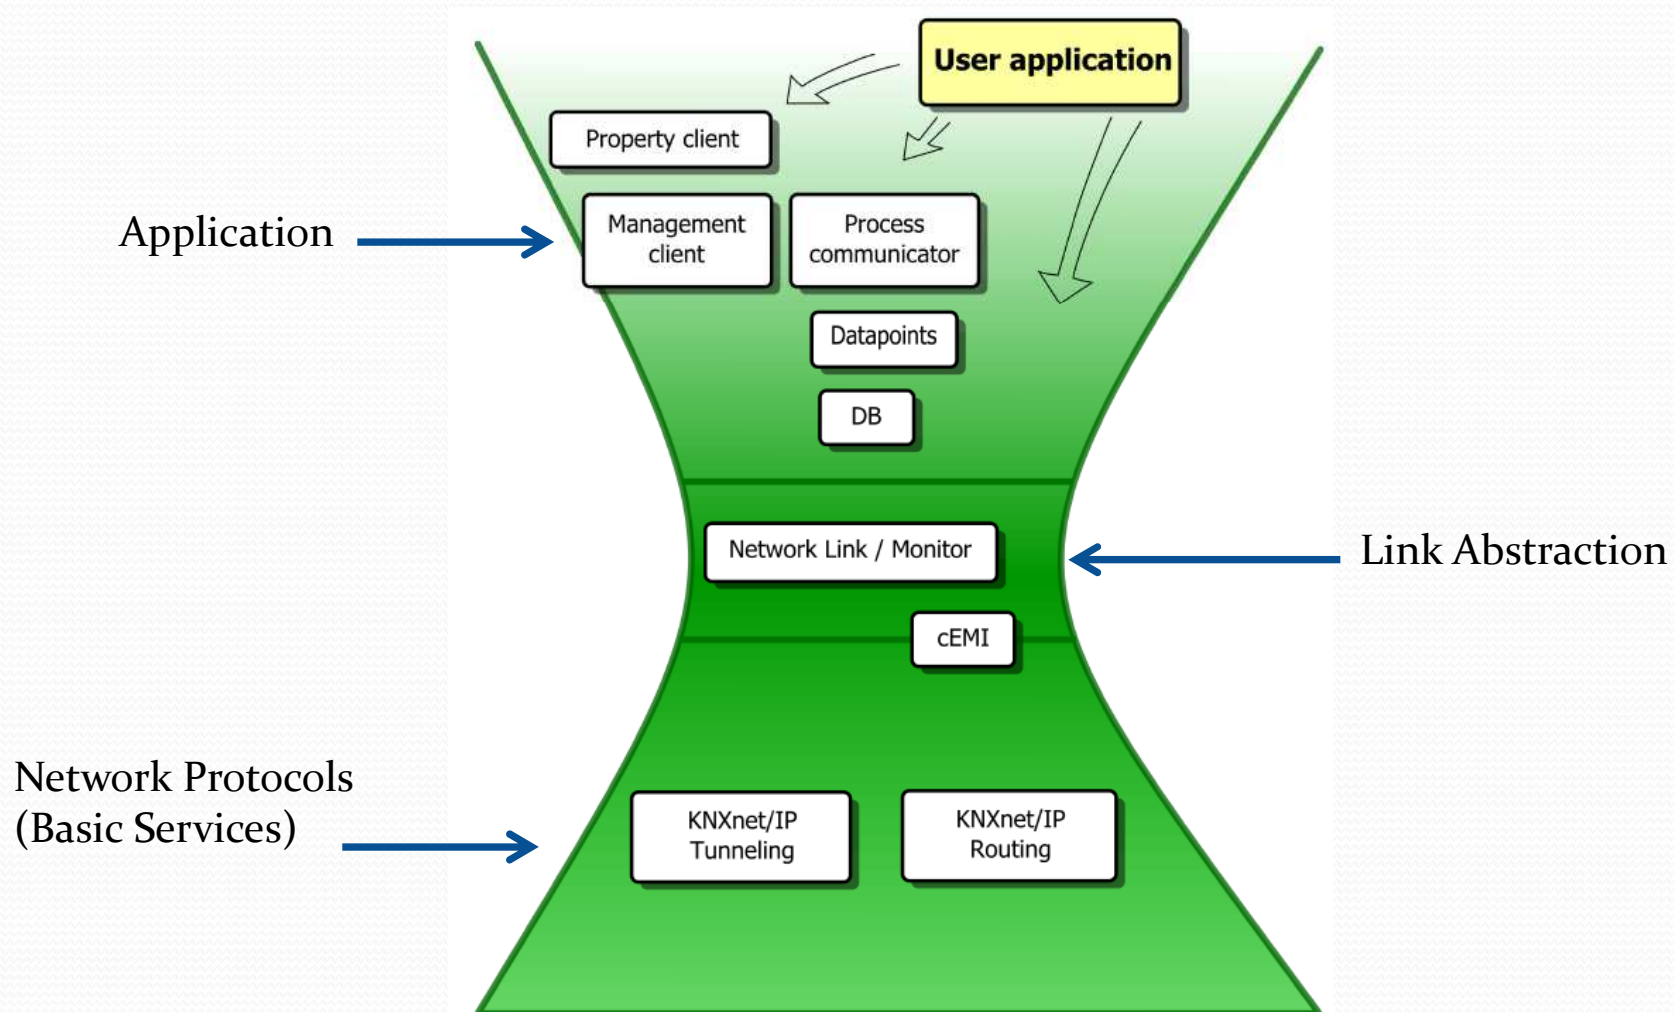 User application
Property client
Application
Management
client
Process
communicator
Datapoints
DB
Network Link / Monitor
Link Abstraction
cEMI
Network Protocols
(Basic Services)
KNXnet/IP
Tunneling
KNXnet/IP
Routing